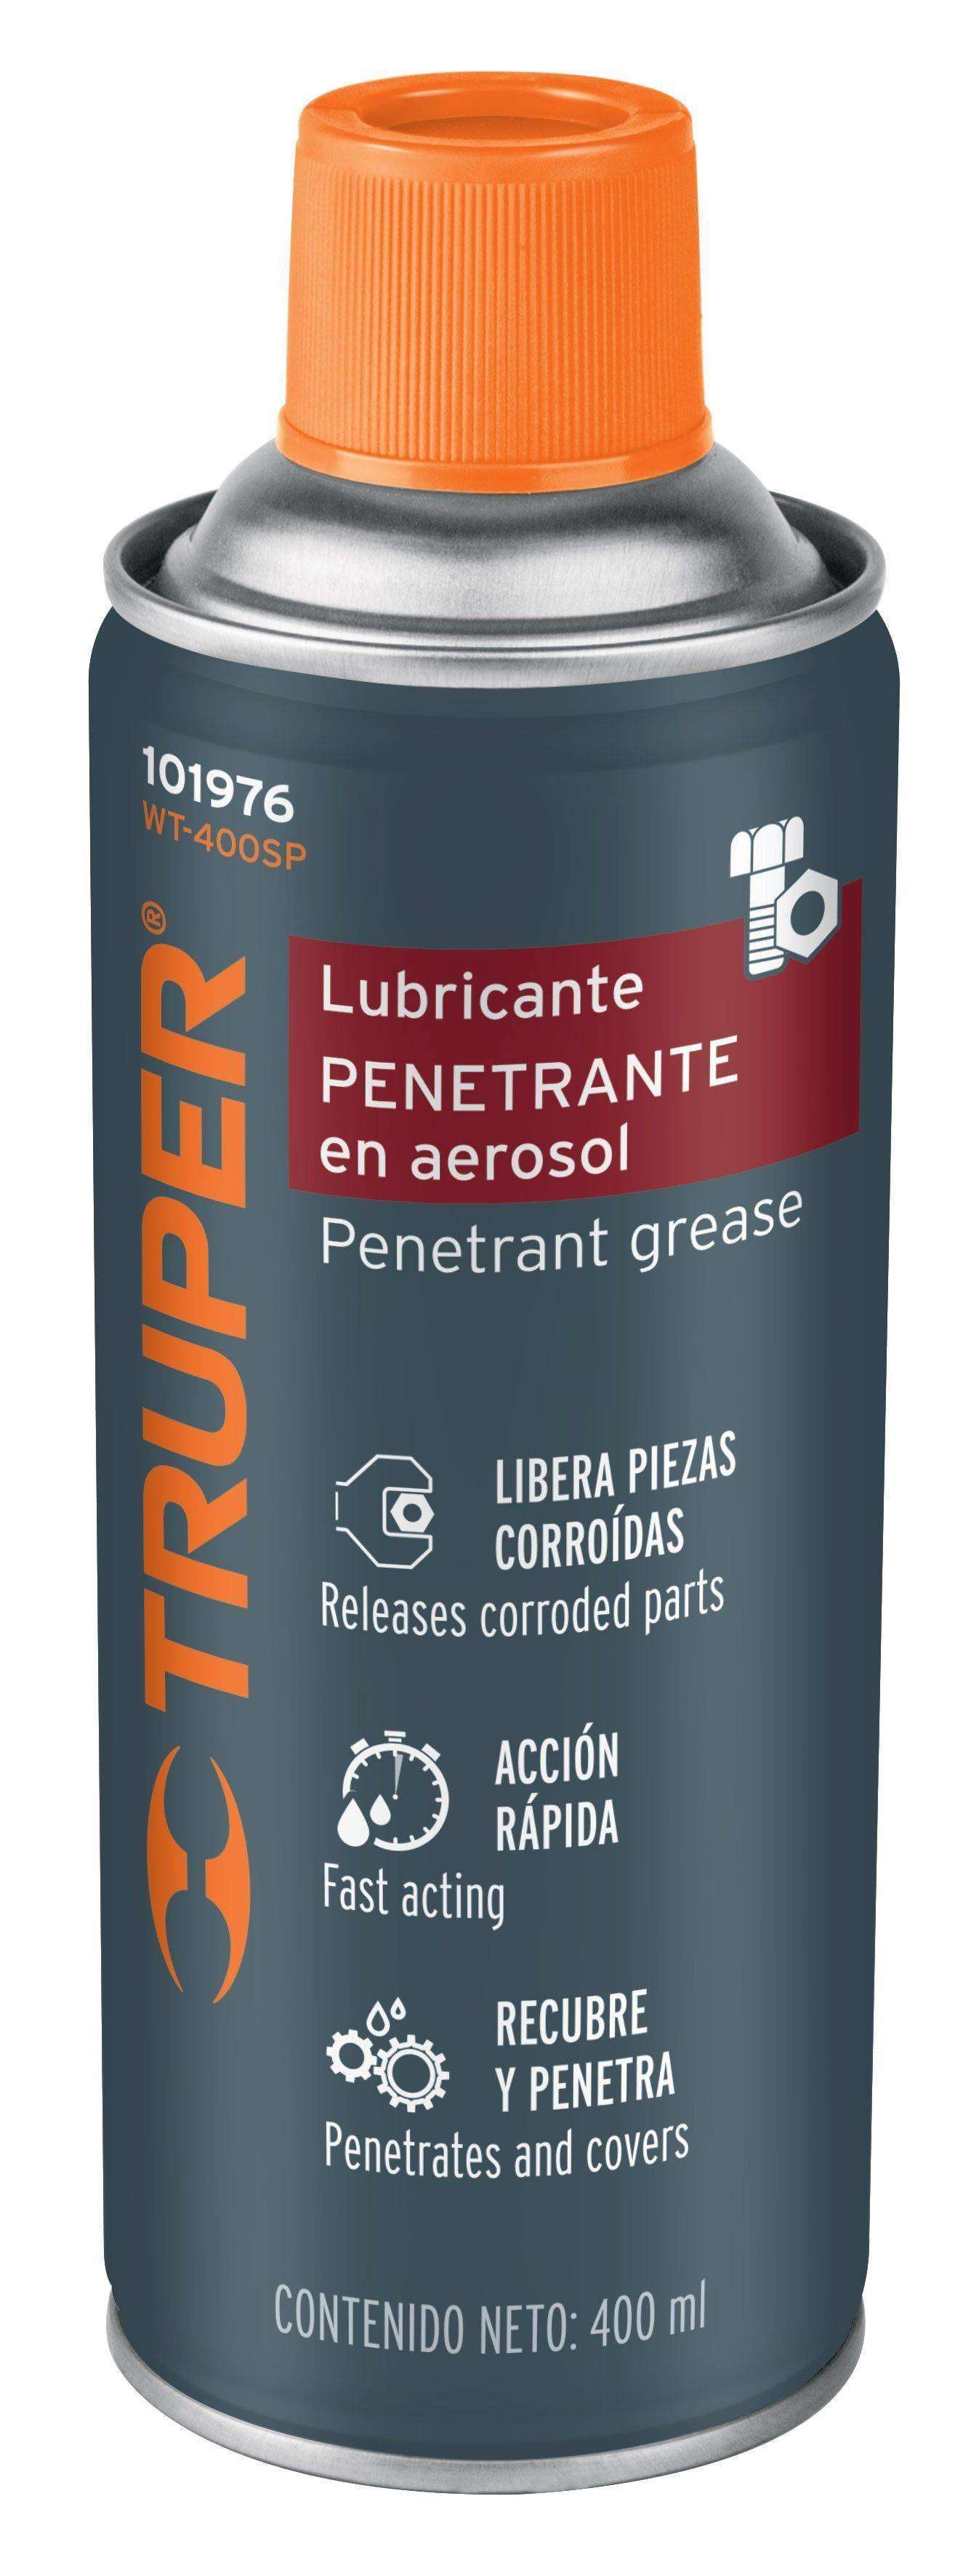 101976
WT-400SP
TRUPER®
Lubricante
PENETRANTE
en aerosol
Penetrant grease
LIBERA PIEZAS
CORROÍDAS
Releases corroded parts
ACCIÓN
RÁPIDA
Fast acting
RECUBRE
Y PENETRA
Penetrates and covers
CONTENIDO NETO: 400 ml